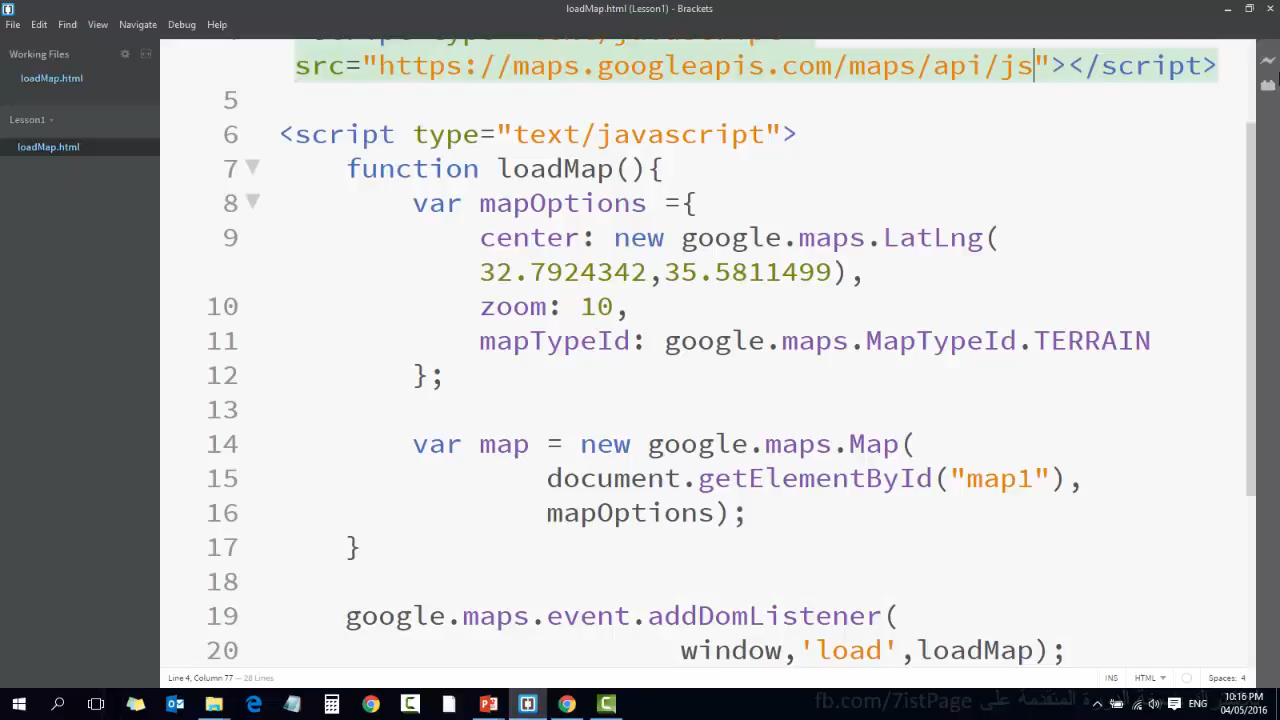 loadMap.html (Lesson1) - Brackets
File Edit Find View Navigate Debug Help
Working Files
loadMap.html
Lesson1
loadMap.html
src="https://maps.googleapis.com/maps/api/js"></script>
5
6 <script type="text/javascript">
7 function loadMap(){
8 var mapOptions ={
9 center: new google.maps.LatLng(
32.7924342,35.5811499),
10 zoom: 10,
11 mapTypeId: google.maps.MapTypeId.TERRAIN
12 };
13
14 var map = new google.maps.Map(
15 document.getElementById("map1"),
16 mapOptions);
17 }
18
19 google.maps.event.addDomListener(
20 window,'load',loadMap);
Line 4, Column 77 — 28 Lines
INS HTML Spaces: 4
fb.com/7istPage
ENG
10:16 PM
04/05/2016